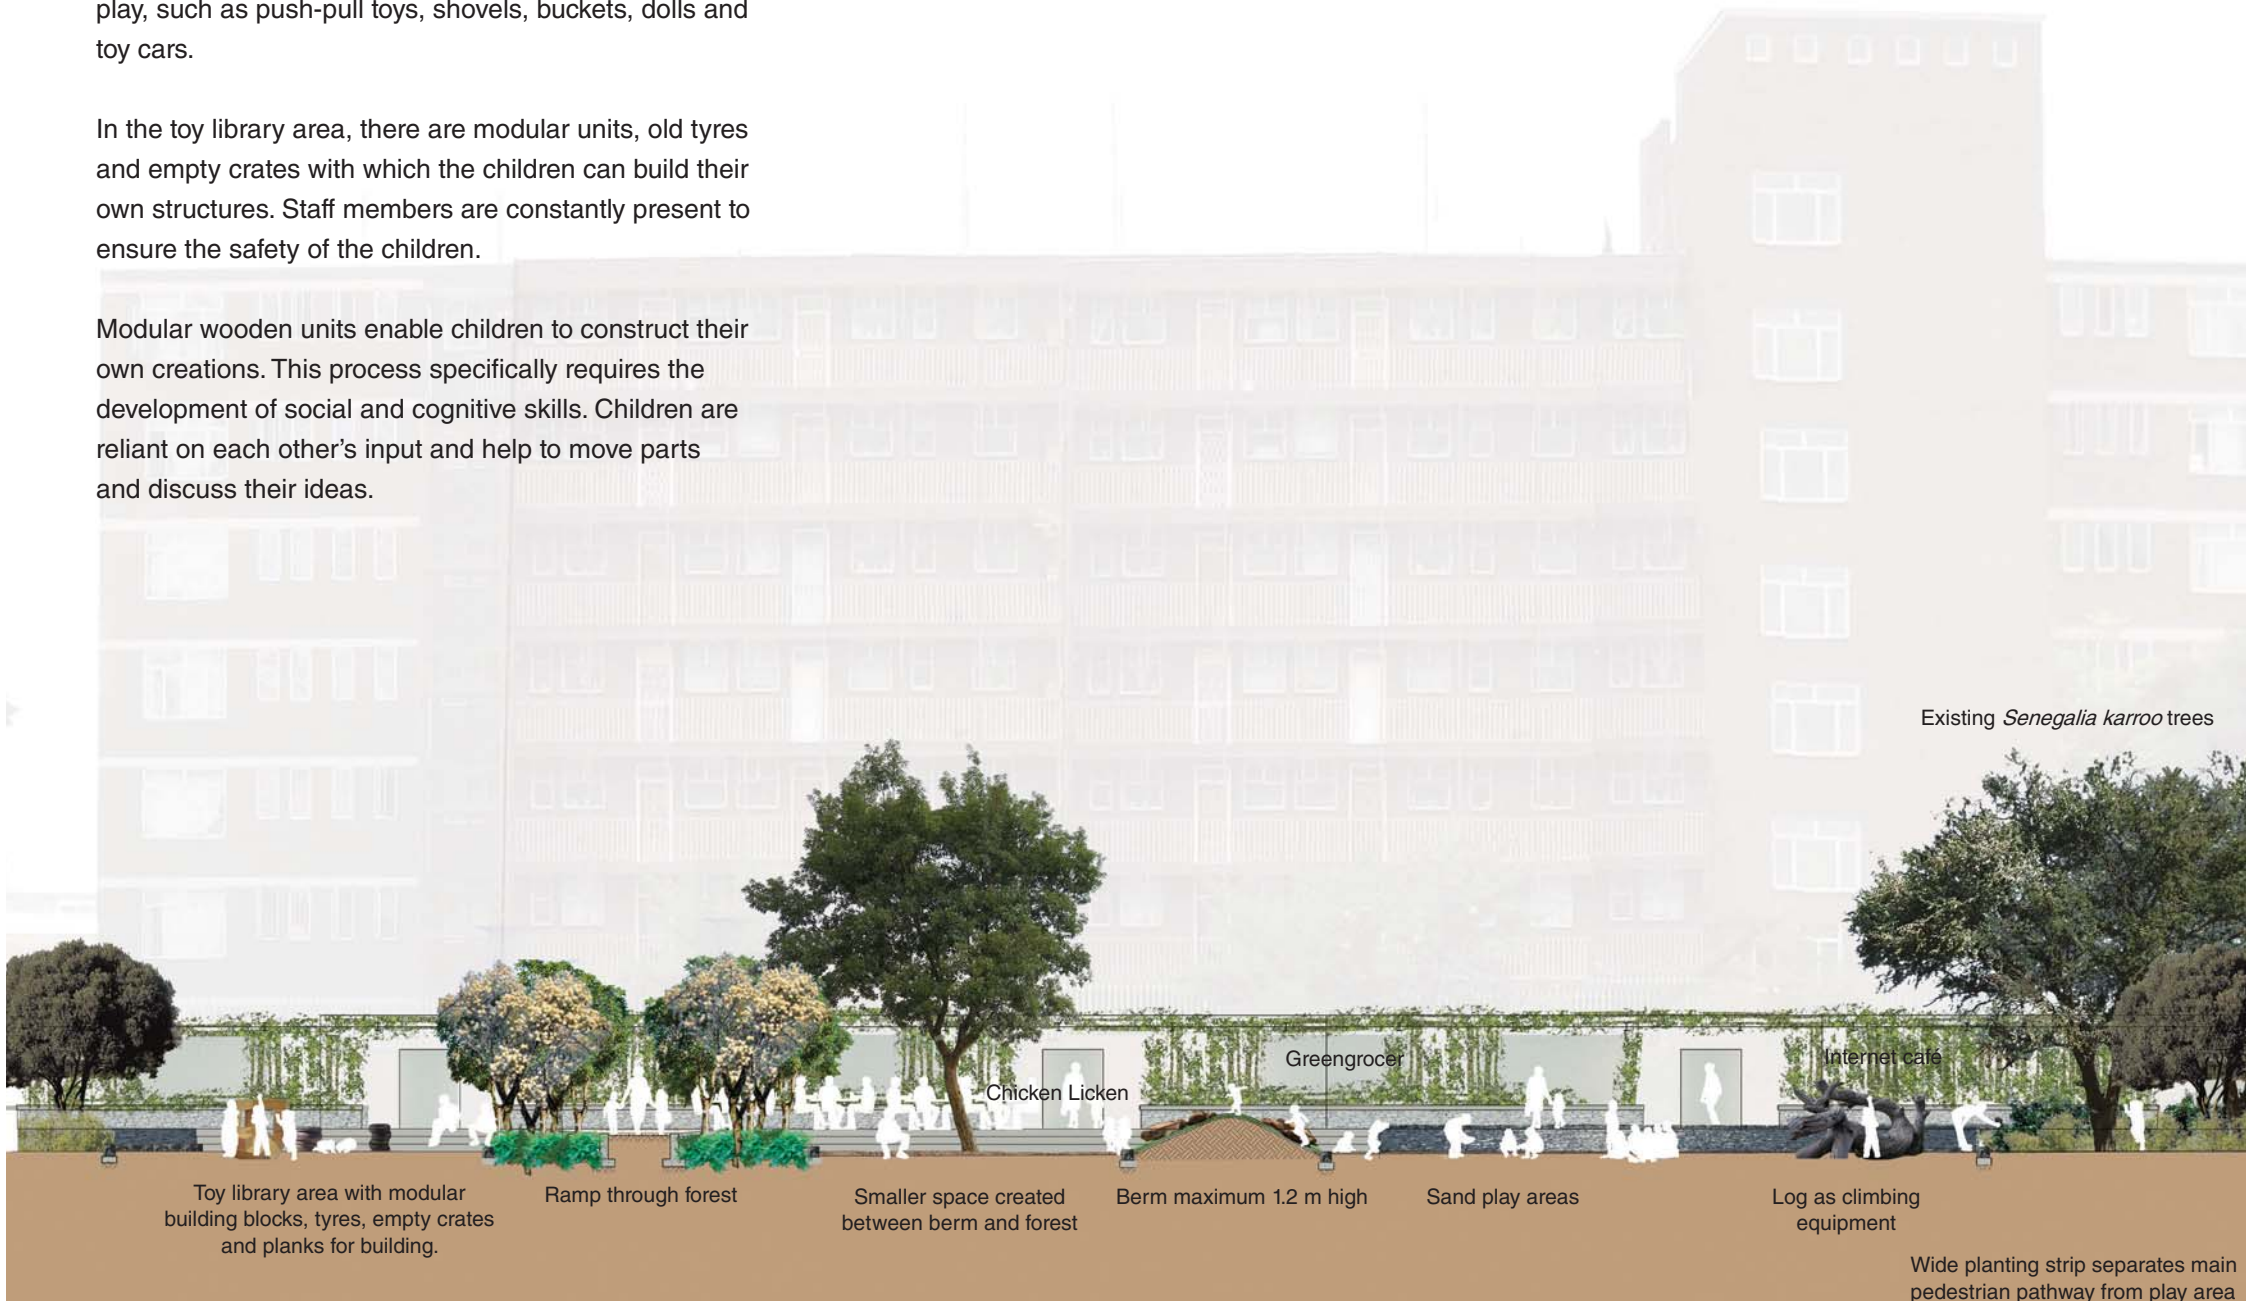 play, such as push-pull toys, shovels, buckets, dolls and
toy cars.
In the toy library area, there are modular units, old tyres
and empty crates with which the children can build their
own structures. Staff members are constantly present to
ensure the safety of the children.
Modular wooden units enable children to construct their
own creations. This process specifically requires the
development of social and cognitive skills. Children are
reliant on each other’s input and help to move parts
and discuss their ideas.
Existing Senegalia karroo trees
Greengrocer
Internet café
Chicken Licken
Toy library area with modular
building blocks, tyres, empty crates
and planks for building.
Ramp through forest
Smaller space created
between berm and forest
Berm maximum 1.2 m high
Sand play areas
Log as climbing
equipment
Wide planting strip separates main
pedestrian pathway from play area